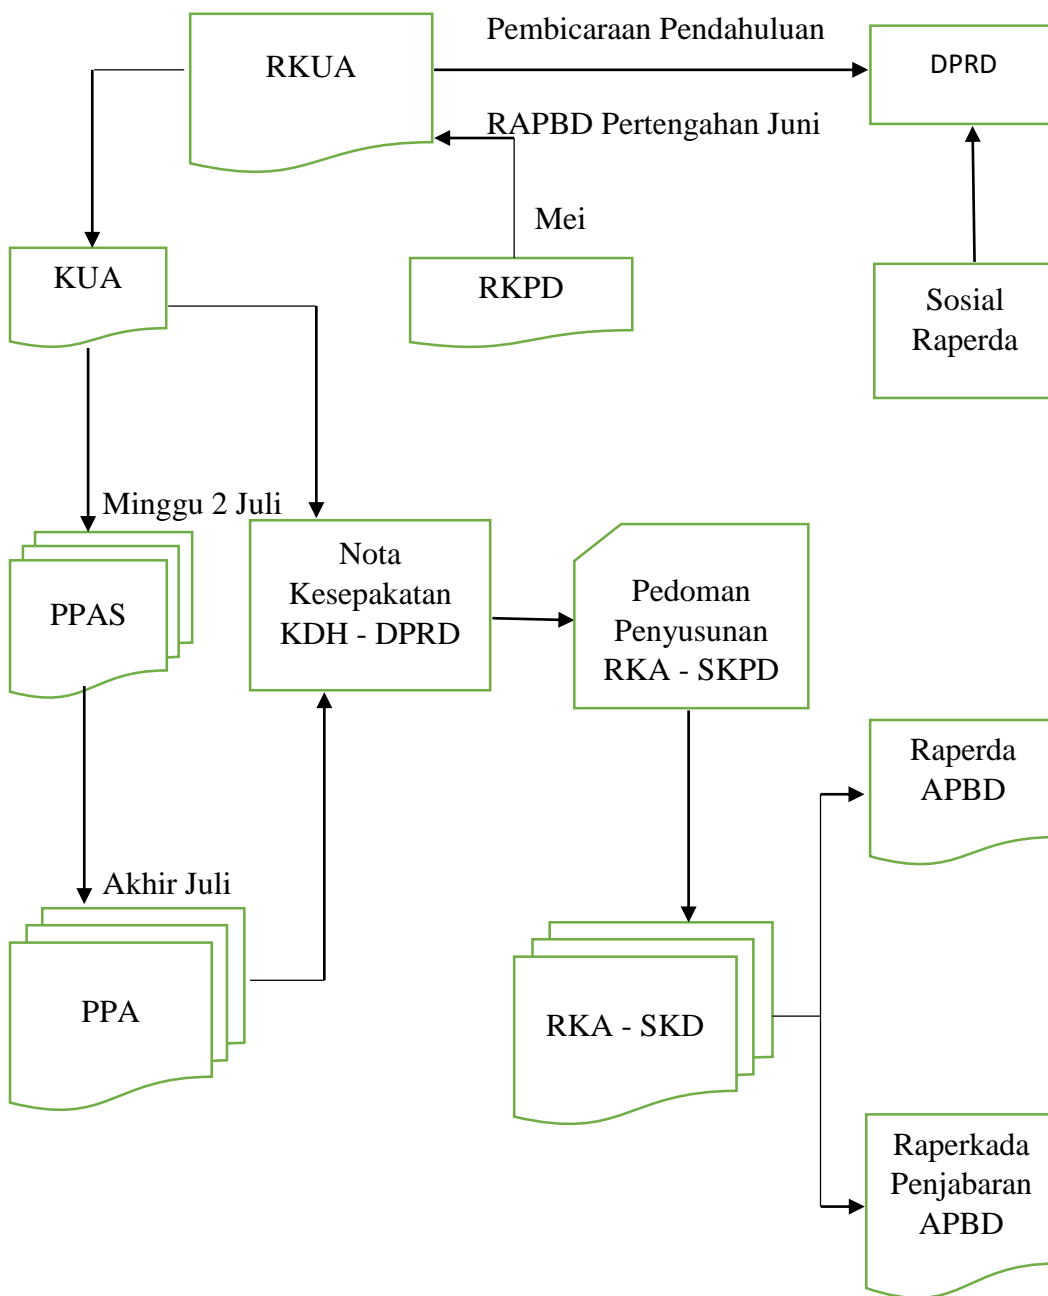 Pembicaraan Pendahuluan
RKUA
DPRD
RAPBD Pertengahan Juni
Mei
KUA
RKPD
Sosial
Raperda
Minggu 2 Juli
PPAS
Nota
Kesepakatan
KDH - DPRD
Pedoman
Penyusunan
RKA - SKPD
Raperda
APBD
Akhir Juli
PPA
RKA - SKD
Raperkada
Penjabaran
APBD